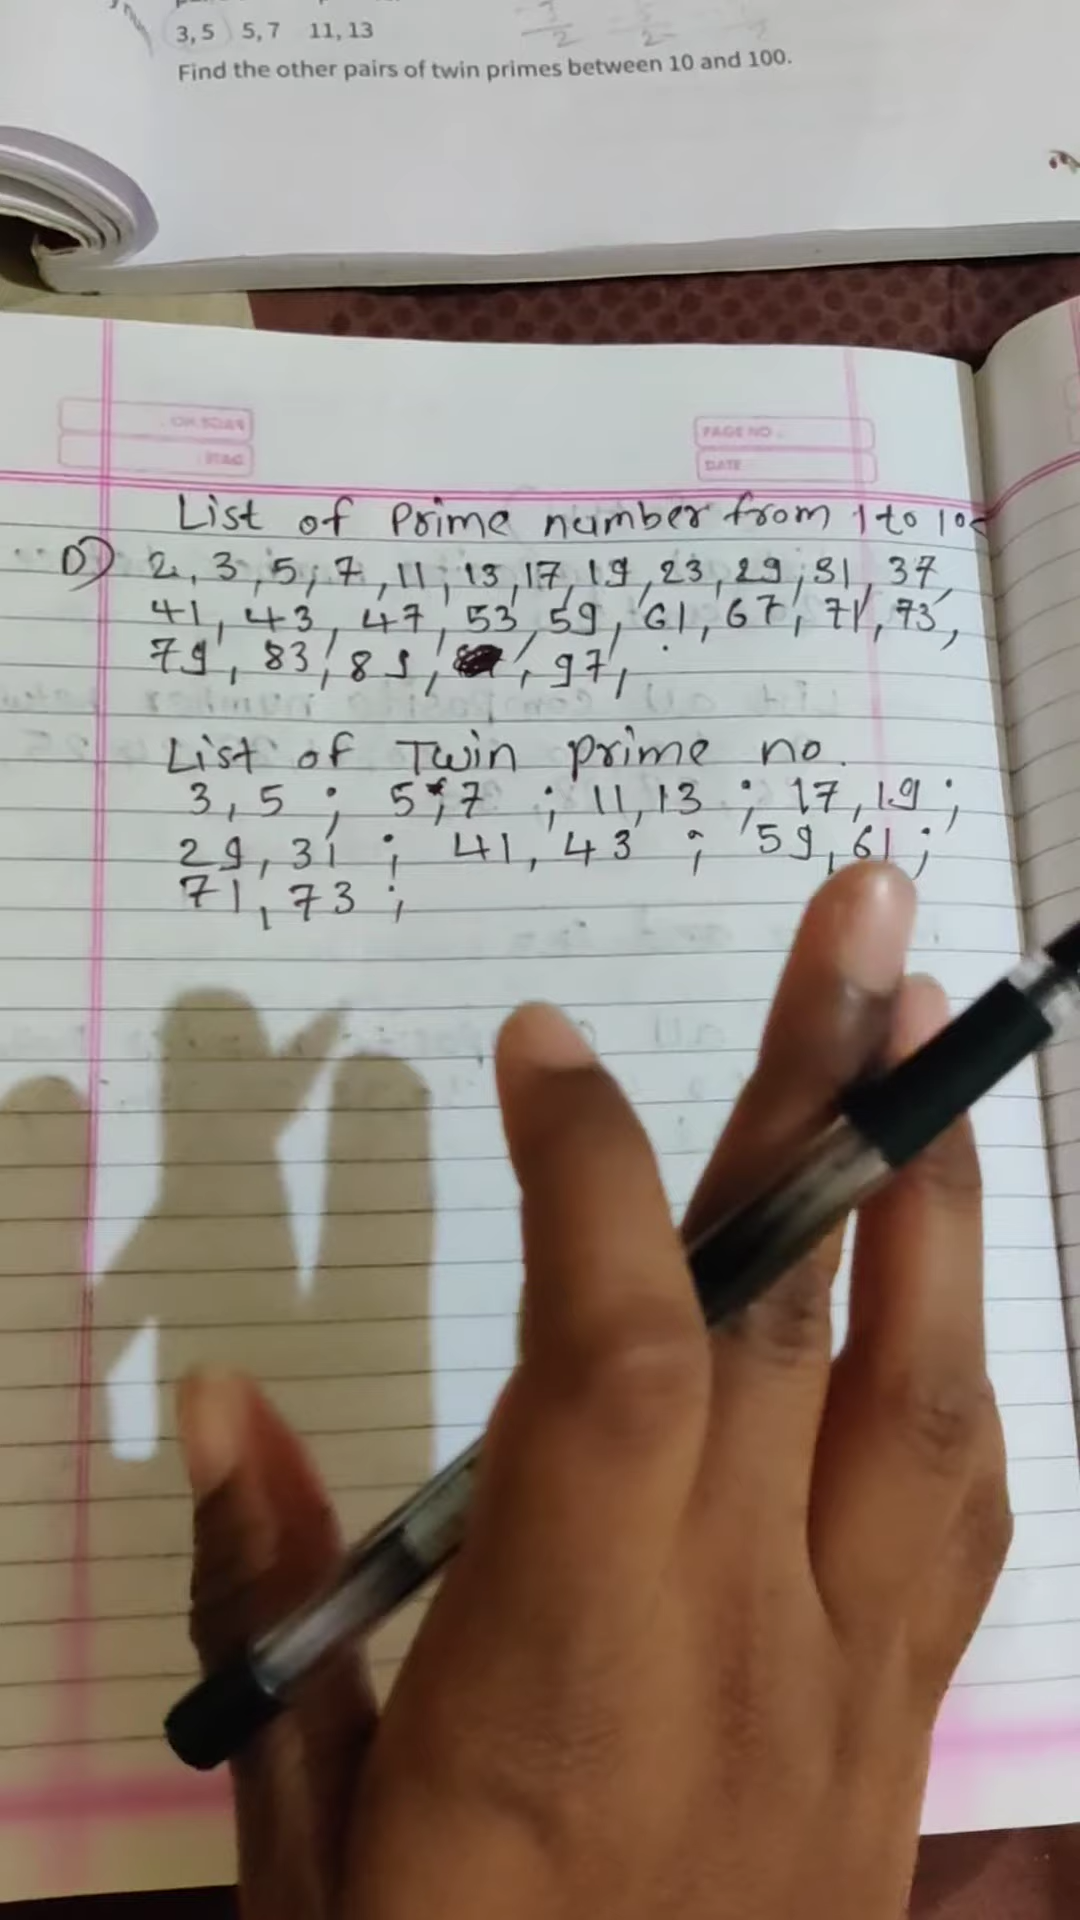 3, 5 5, 7 11, 13
Find the other pairs of twin primes between 10 and 100.
PAGE NO.
DATE
List of Prime number from 1 to 10
D) 2, 3, 5, 7, 11, 13, 17, 19, 23, 29, 31, 37,
41, 43, 47, 53, 59, 61, 67, 71, 73,
79, 83, 89, , 97,
List of Twin prime no.
3, 5 ; 5, 7 ; 11, 13 ; 17, 19 ;
29, 31 ; 41, 43 ; 59, 61 ;
71, 73 ;